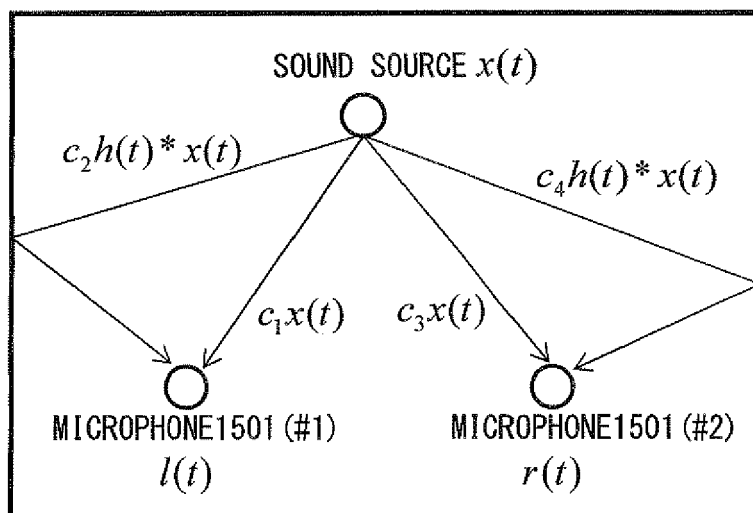 SOUND SOURCE x(t)
c₂h(t)* x(t)
c₄h(t)* x(t)
c₁x(t)
c₃x(t)
MICROPHONE1501(#1)
MICROPHONE1501(#2)
l(t)
r(t)